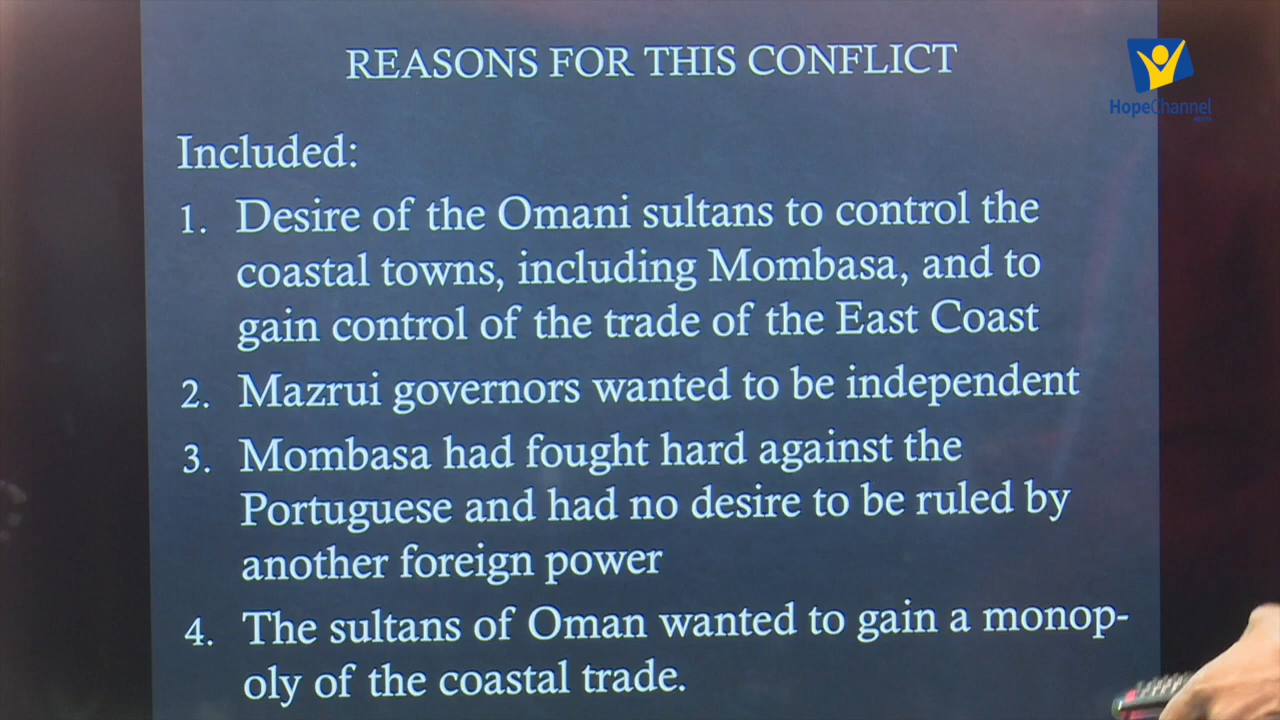 REASONS FOR THIS CONFLICT
HopeChannel
Included:
1. Desire of the Omani sultans to control the
coastal towns, including Mombasa, and to
gain control of the trade of the East Coast
2. Mazrui governors wanted to be independent
3. Mombasa had fought hard against the
Portuguese and had no desire to be ruled by
another foreign power
4. The sultans of Oman wanted to gain a monop-
oly of the coastal trade.